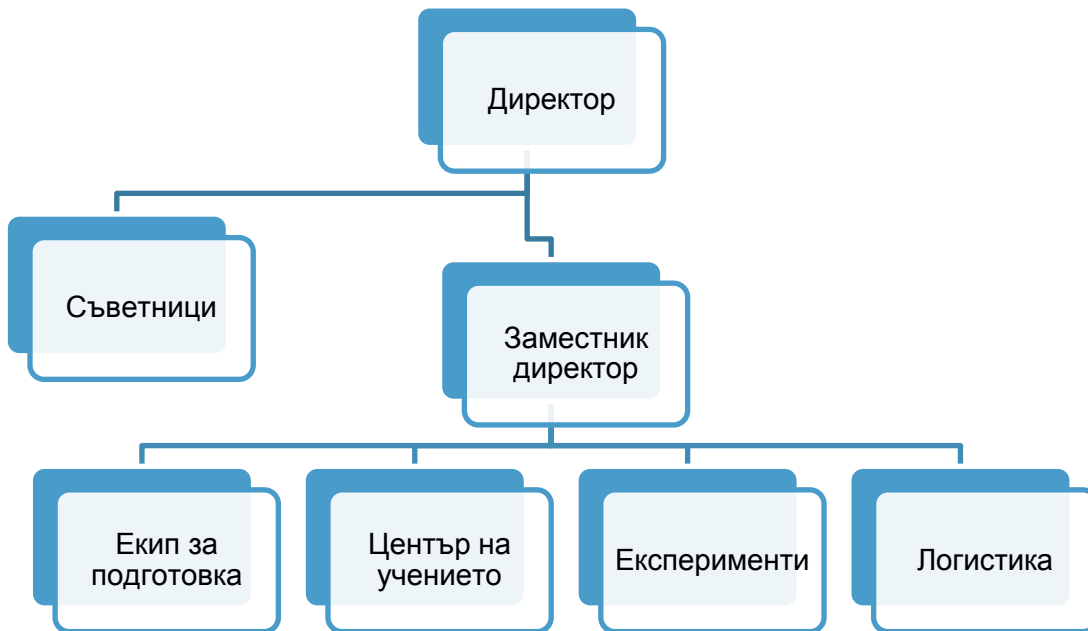 Директор
Съветници
Заместник
директор
Екип за
подготовка
Център на
учението
Експерименти
Логистика